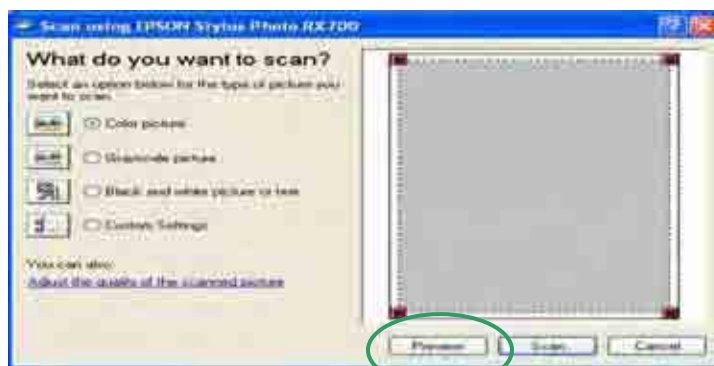 Scan using EPSON Stylus Photo RX700
What do you want to scan?
Select an option below for the type of picture you
want to scan.
Color picture
Grayscale picture
Black and white picture or text
Custom Settings
You can also:
Adjust the quality of the scanned picture
Preview
Scan
Cancel